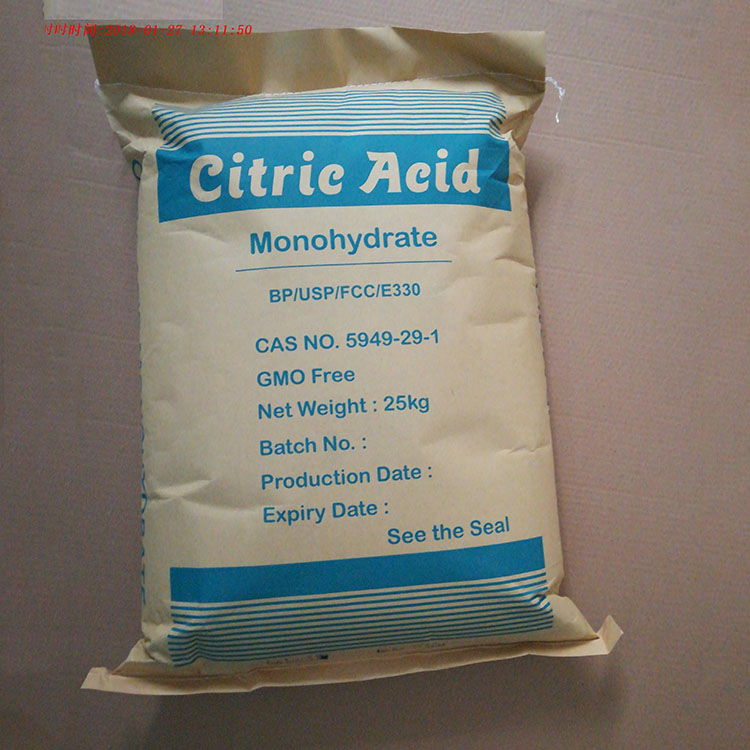 时间:2018-01-27 13:11:50
Citric Acid
Monohydrate
BP/USP/FCC/E330
CAS NO. 5949-29-1
GMO Free
Net Weight : 25kg
Batch No. :
Production Date :
Expiry Date :
See the Seal